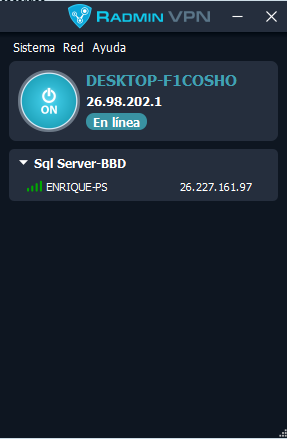 RADMIN VPN
Sistema Red Ayuda
DESKTOP-F1COSHO
26.98.202.1
ON
En línea
Sql Server-BBD
ENRIQUE-PS 26.227.161.97